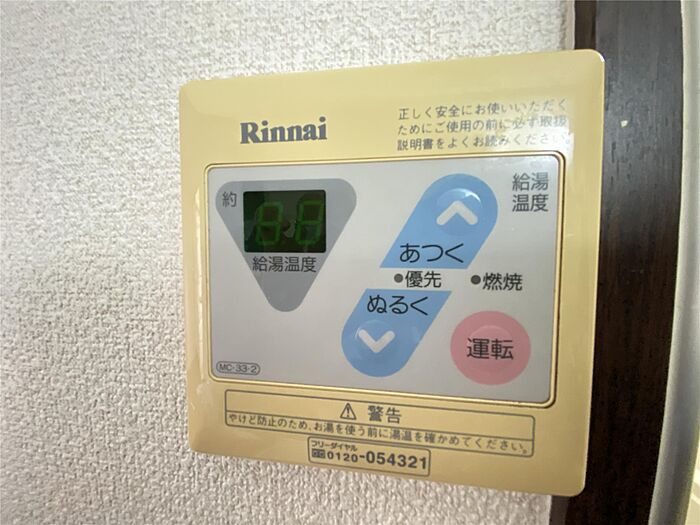 Rinnai
正しく安全にお使いいただく
ためにご使用の前に必ず取扱
説明書をよくお読みください。
約
給湯温度
給湯
温度
あつく
優先
燃焼
ぬるく
運転
MC-33-2
警告
やけど防止のため、お湯を使う前に湯温を確かめてください。
フリーダイヤル
0120-054321